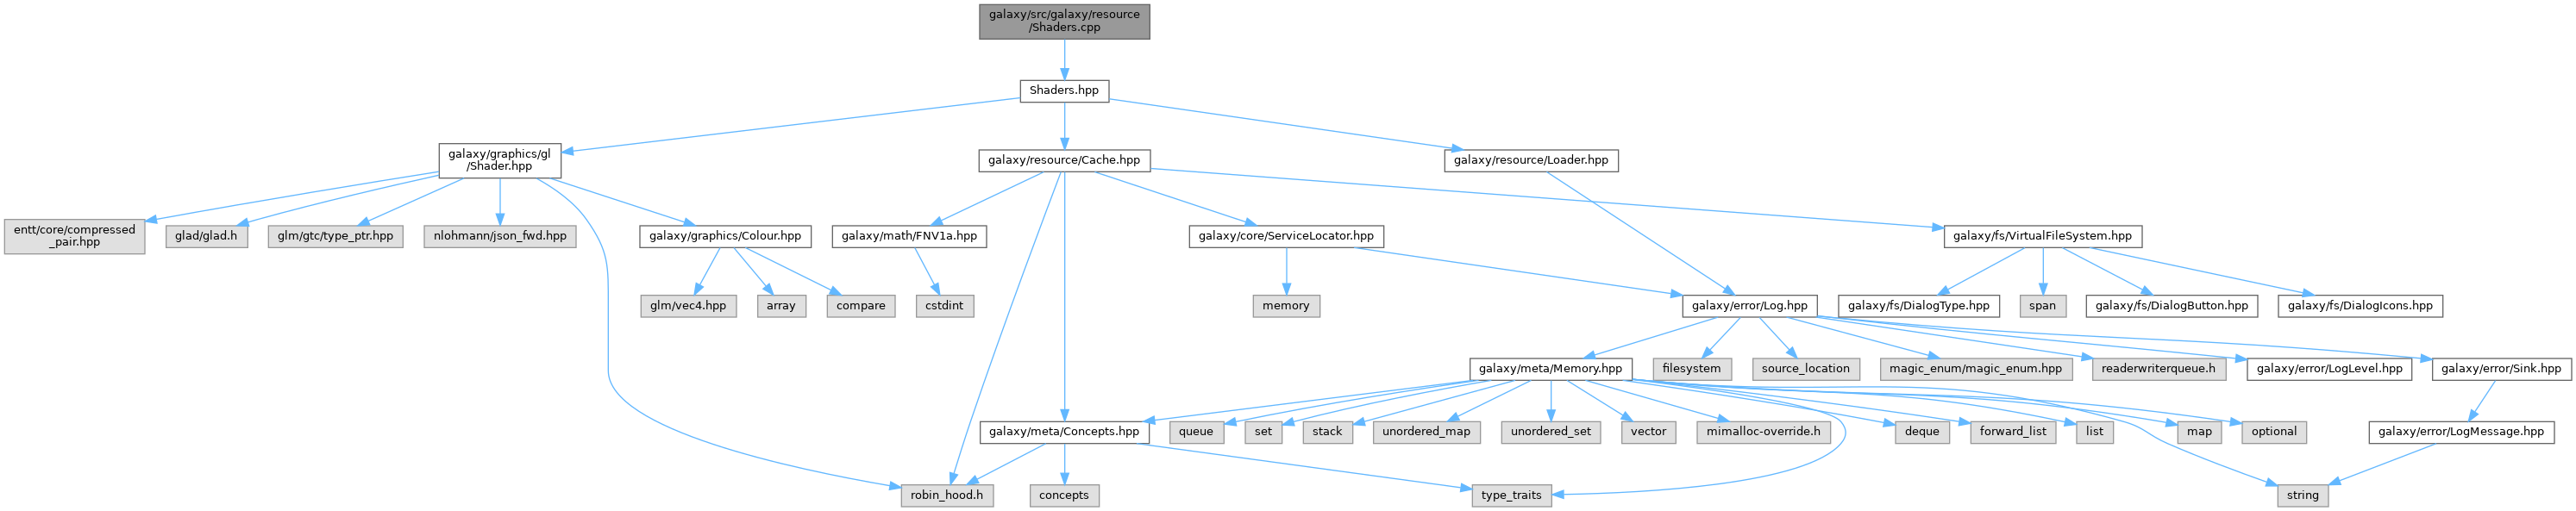 galaxy/src/galaxy/resource
/Shaders.cpp
Shaders.hpp
galaxy/graphics/gl
/Shader.hpp
galaxy/resource/Cache.hpp
galaxy/resource/Loader.hpp
entt/core/compressed
_pair.hpp
glad/glad.h
glm/gtc/type_ptr.hpp
nlohmann/json_fwd.hpp
galaxy/graphics/Colour.hpp
galaxy/math/FNV1a.hpp
galaxy/core/ServiceLocator.hpp
galaxy/fs/VirtualFileSystem.hpp
glm/vec4.hpp
array
compare
cstdint
memory
galaxy/error/Log.hpp
galaxy/fs/DialogType.hpp
span
galaxy/fs/DialogButton.hpp
galaxy/fs/DialogIcons.hpp
galaxy/meta/Memory.hpp
filesystem
source_location
magic_enum/magic_enum.hpp
readerwriterqueue.h
galaxy/error/LogLevel.hpp
galaxy/error/Sink.hpp
galaxy/meta/Concepts.hpp
queue
set
stack
unordered_map
unordered_set
vector
mimalloc-override.h
deque
forward_list
list
map
optional
galaxy/error/LogMessage.hpp
robin_hood.h
concepts
type_traits
string